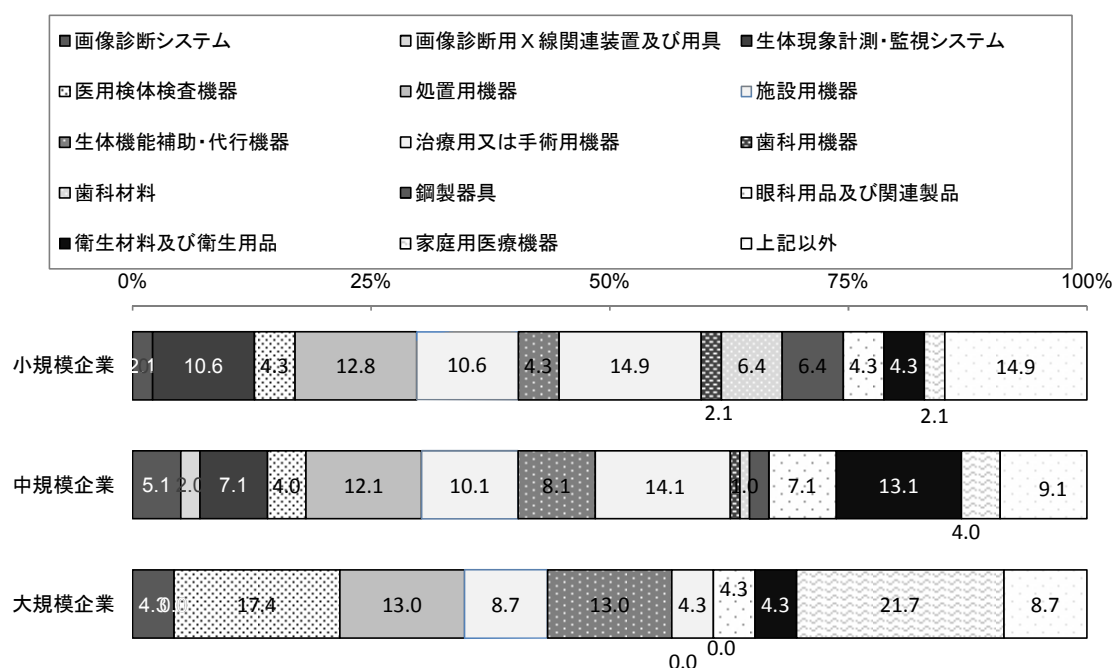 画像診断システム 画像診断用X線関連装置及び用具 生体現象計測・監視システム
医用検体検査機器 処置用機器 施設用機器
生体機能補助・代行機器 治療用又は手術用機器 歯科用機器
歯科材料 鋼製器具 眼科用品及び関連製品
衛生材料及び衛生用品 家庭用医療機器 上記以外
0% 25% 50% 75% 100%
小規模企業 2.1 10.6 4.3 12.8 10.6 4.3 14.9 6.4 6.4 4.3 4.3 14.9
2.1 2.1
中規模企業 5.1 2.0 7.1 4.0 12.1 10.1 8.1 14.1 1.0 7.1 13.1 9.1
4.0
大規模企業 4.3 0.0 17.4 13.0 8.7 13.0 4.3 4.3 4.3 21.7 8.7
0.0 0.0